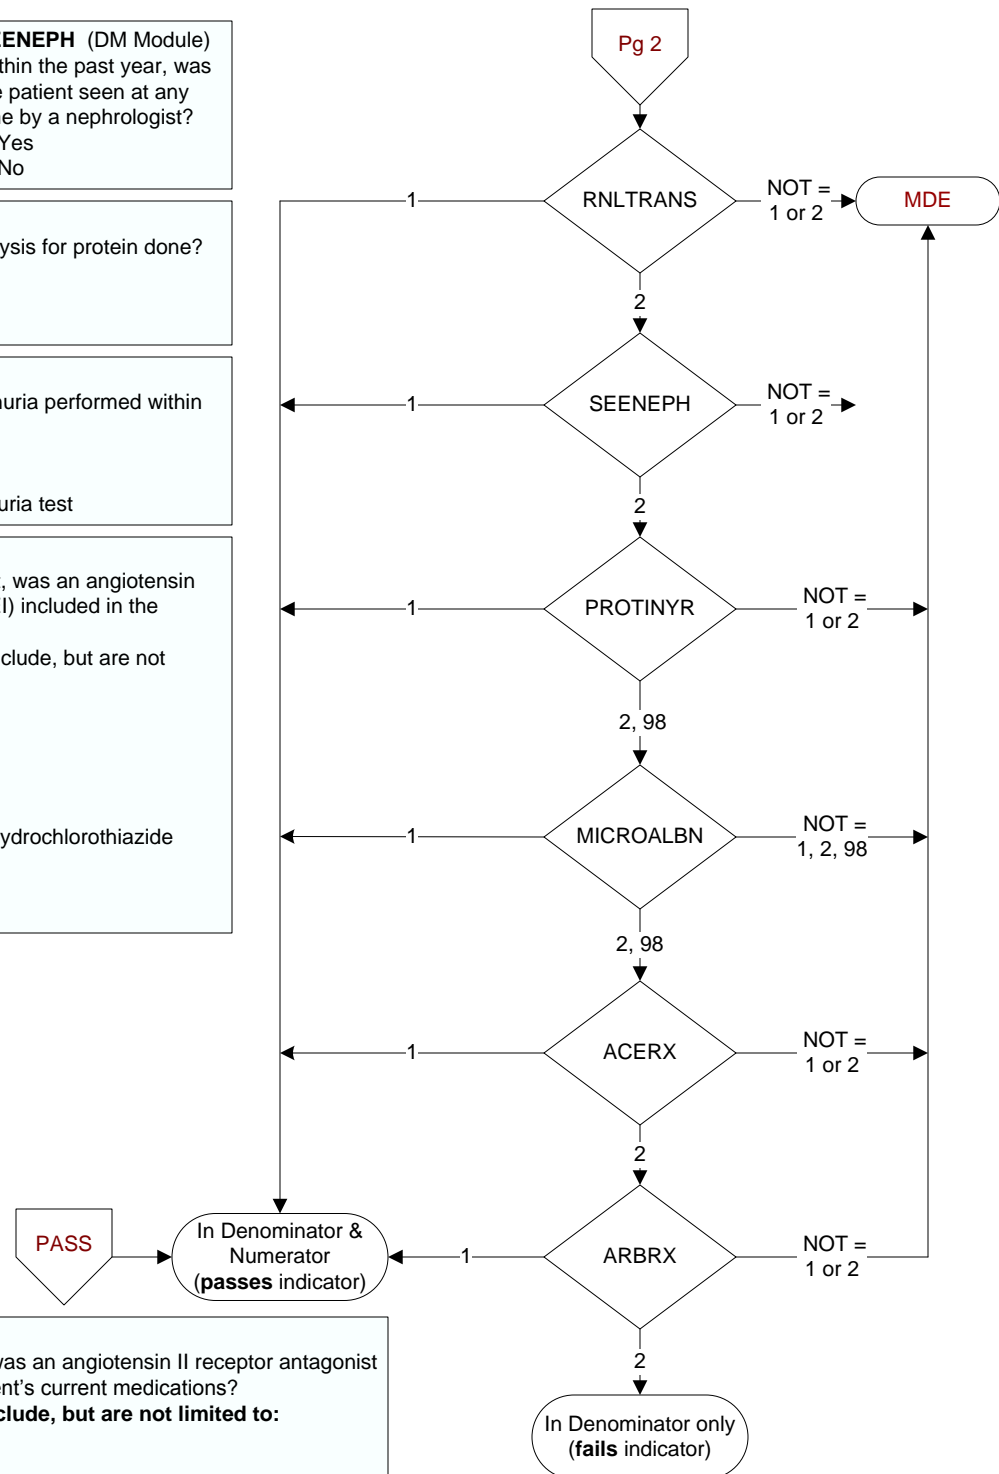 EENEPH (DM Module)
thin the past year, was
e patient seen at any
ne by a nephrologist?
Yes
No
lysis for protein done?
nuria performed within
uria test
t, was an angiotensin
EI) included in the
clude, but are not
ydrochlorothiazide
Pg 2
RNLTRANS
1
NOT =
1 or 2
MDE
2
SEENEPH
1
NOT =
1 or 2
2
PROTINYR
1
NOT =
1 or 2
2, 98
MICROALBN
1
NOT =
1, 2, 98
2, 98
ACERX
1
NOT =
1 or 2
2
ARBRX
1
NOT =
1 or 2
2
PASS
In Denominator &
Numerator
(passes indicator)
In Denominator only
(fails indicator)
was an angiotensin II receptor antagonist
ent's current medications?
clude, but are not limited to: